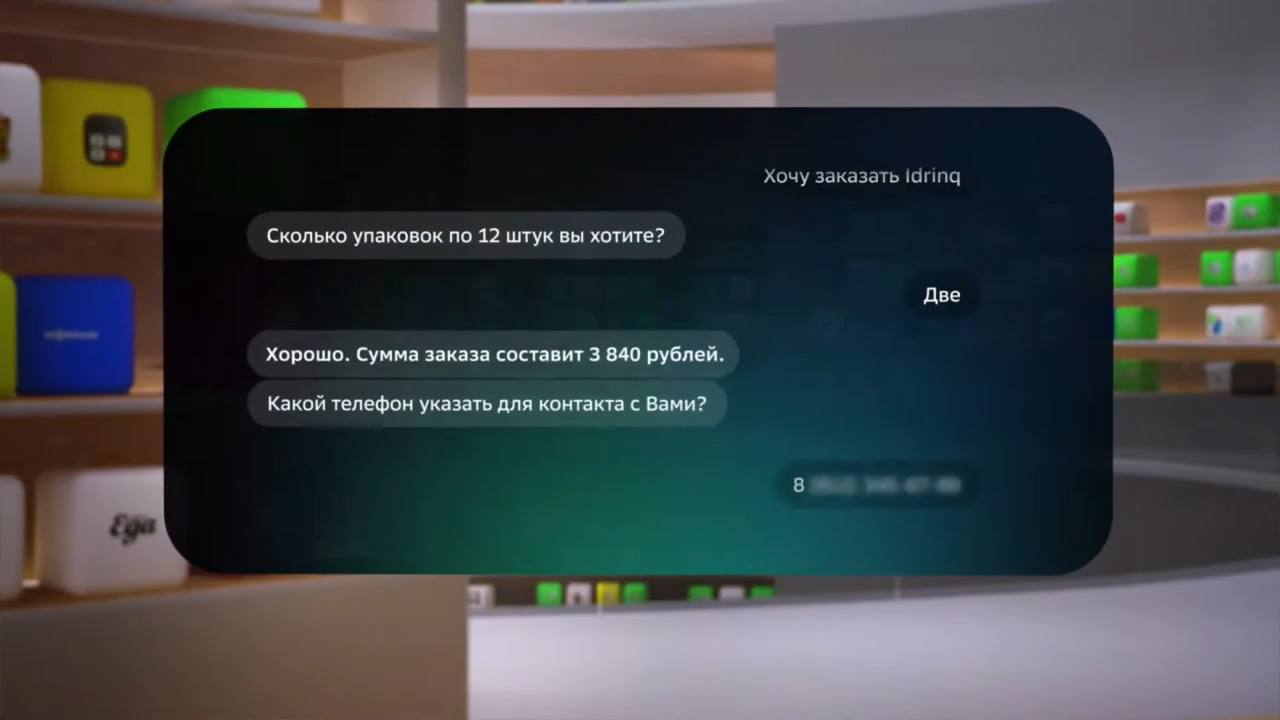 Хочу заказать Idrinq
Сколько упаковок по 12 штук вы хотите?
Две
Хорошо. Сумма заказа составит 3 840 рублей.
Какой телефон указать для контакта с Вами?
8
Еда